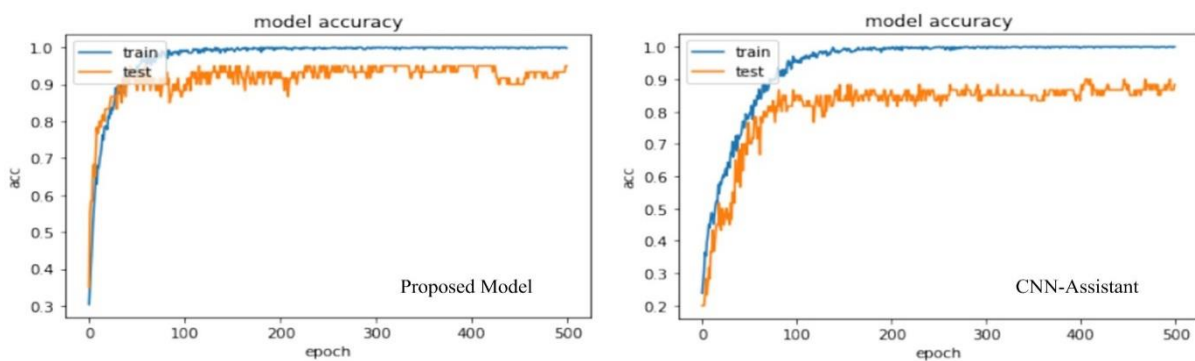 model accuracy
train
test
1.0
0.9
0.8
0.7
0.6
0.5
0.4
0.3
acc
0 100 200 300 400 500
epoch
Proposed Model
model accuracy
train
test
1.0
0.9
0.8
0.7
0.6
0.5
0.4
0.3
0.2
acc
0 100 200 300 400 500
epoch
CNN-Assistant